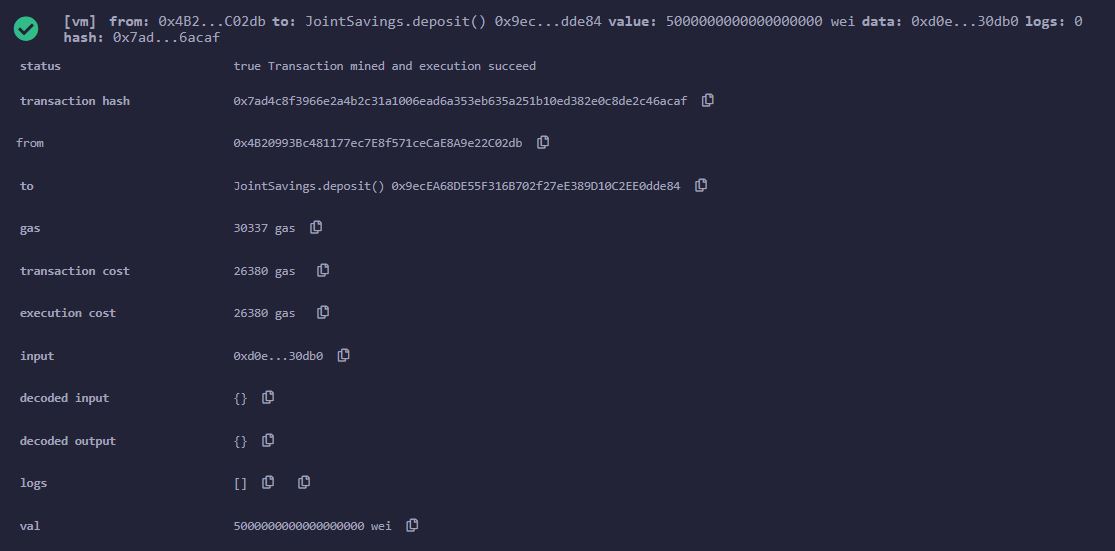 [vm] from: 0x4B2...C02db to: JointSavings.deposit() 0x9ec...dde84 value: 5000000000000000000 wei data: 0xd0e...30db0 logs: 0
hash: 0x7ad...6acaf
status true Transaction mined and execution succeed
transaction hash 0x7ad4c8f3966e2a4b2c31a1006ead6a353eb635a251b10ed382e0c8de2c46acaf
from 0x4B20993Bc481177ec7E8f571ceCaE8A9e22C02db
to JointSavings.deposit() 0x9ecEA68DE55F316B702f27eE389D10C2EE0dde84
gas 30337 gas
transaction cost 26380 gas
execution cost 26380 gas
input 0xd0e...30db0
decoded input {}
decoded output {}
logs []
val 5000000000000000000 wei